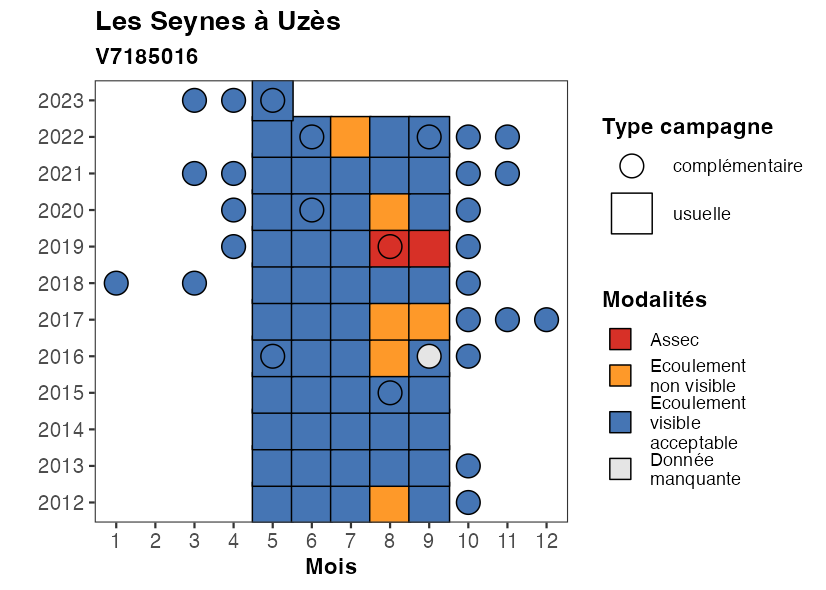 Les Seynes à Uzès
V7185016
2023
2022
2021
2020
2019
2018
2017
2016
2015
2014
2013
2012
1 2 3 4 5 6 7 8 9 10 11 12
Mois
Type campagne
complémentaire
usuelle
Modalités
Assec
Ecoulement
non visible
Ecoulement
visible
acceptable
Donnée
manquante